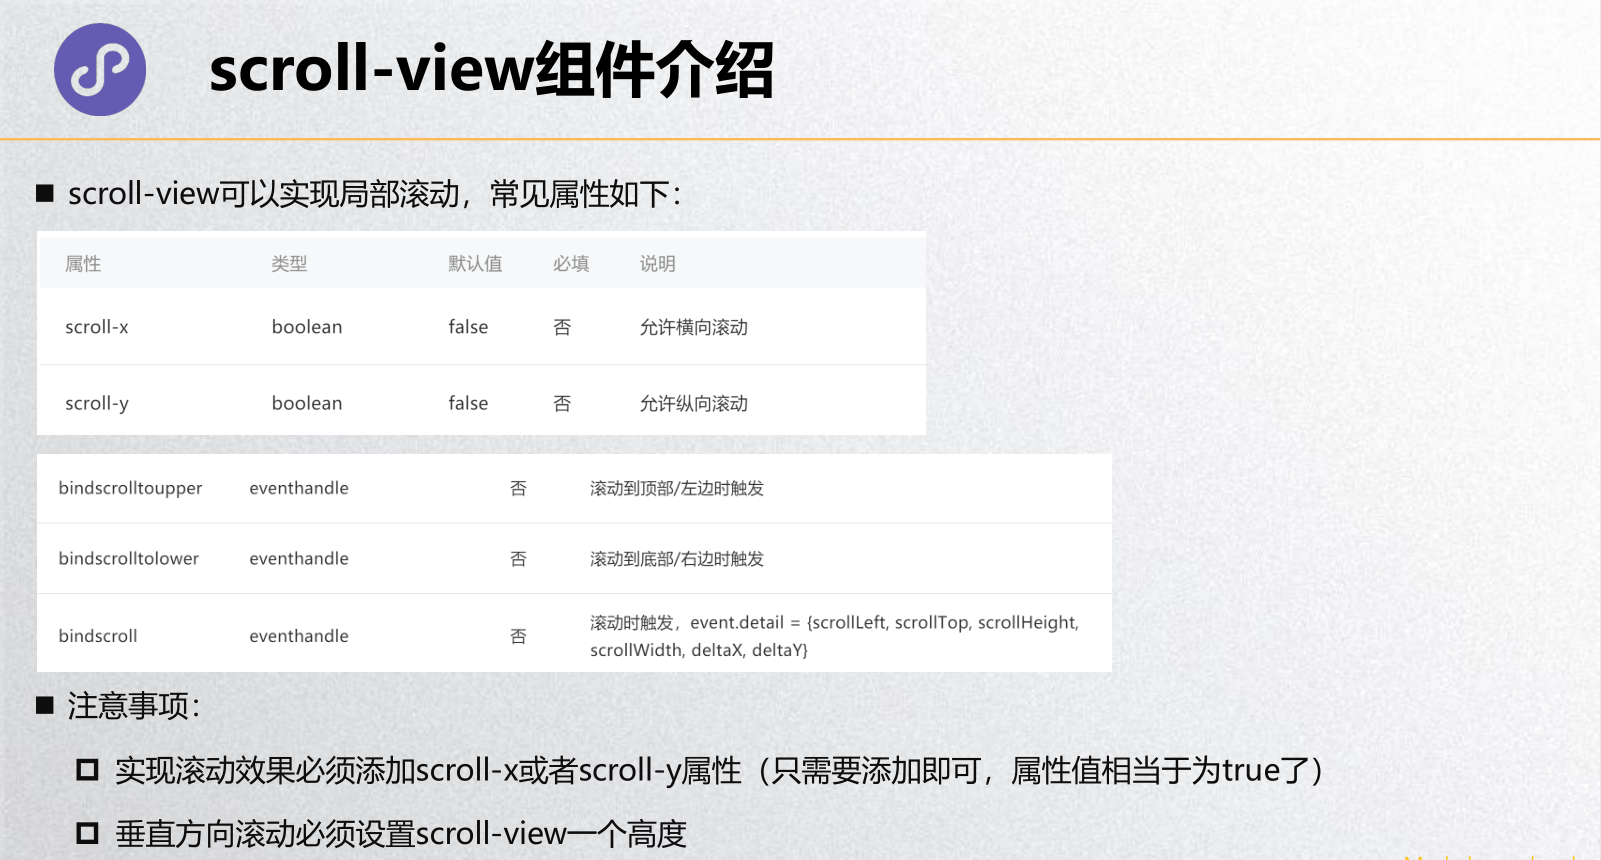 scroll-view组件介绍
scroll-view可以实现局部滚动，常见属性如下：
属性 类型 默认值 必填 说明
scroll-x boolean false 否 允许横向滚动
scroll-y boolean false 否 允许纵向滚动
bindscrolltoupper eventhandle 否 滚动到顶部/左边时触发
bindscrolltolower eventhandle 否 滚动到底部/右边时触发
bindscroll eventhandle 否 滚动时触发，event.detail = {scrollLeft, scrollTop, scrollHeight,
scrollWidth, deltaX, deltaY}
注意事项：
实现滚动效果必须添加scroll-x或者scroll-y属性（只需要添加即可，属性值相当于为true了）
垂直方向滚动必须设置scroll-view一个高度